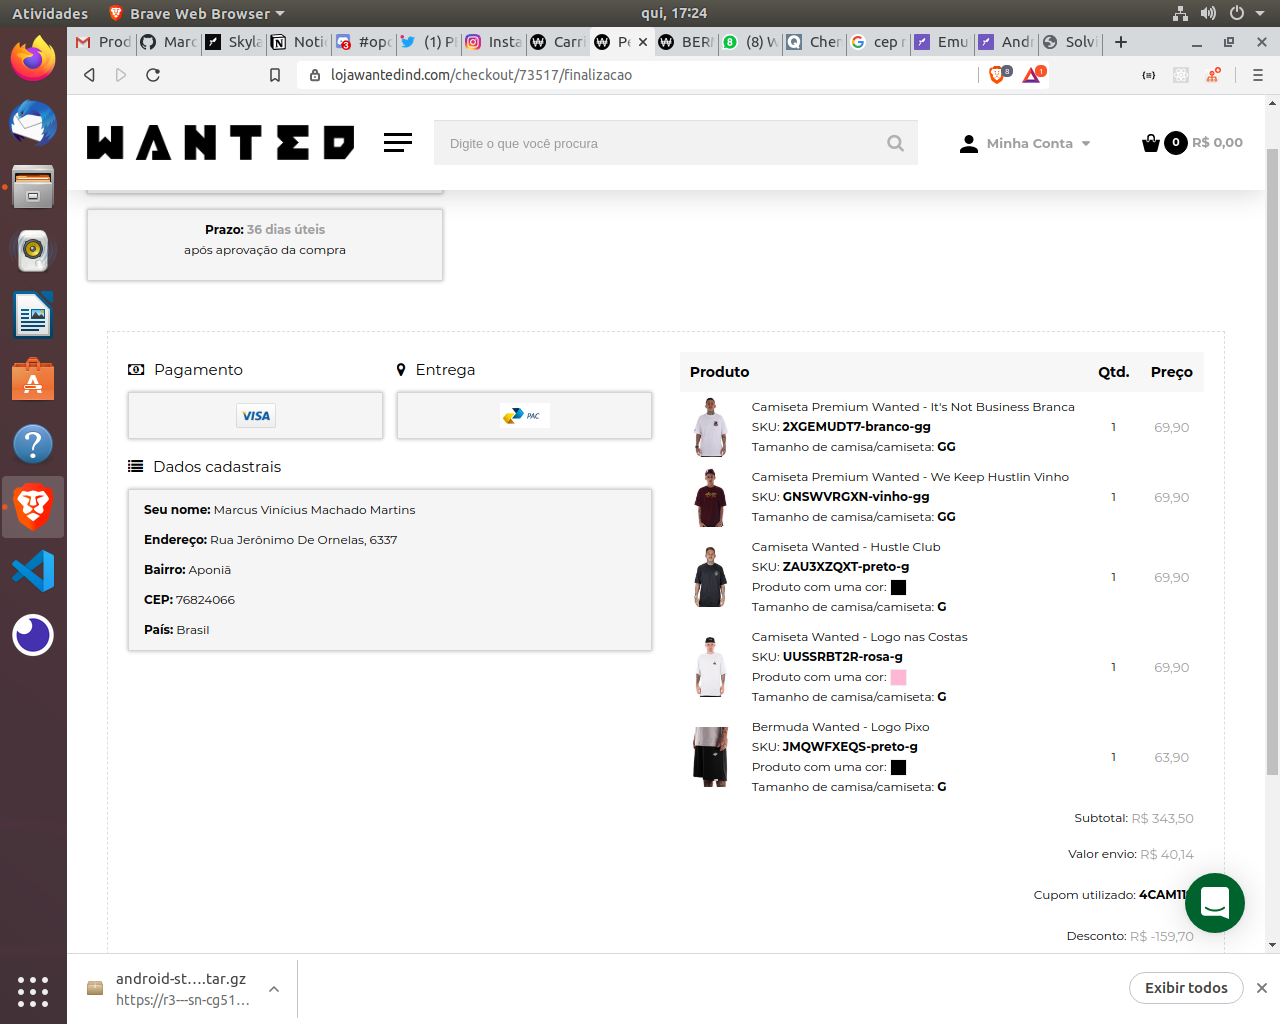 Atividades
Brave Web Browser
qui, 17:24
Prod
Marc
Skyla
Notic
#opo
(1) P
Insta
Carri
Pe
BERM
(8) W
Cher
cep r
Emu
Andr
Solvi
lojawantedind.com/checkout/73517/finalizacao
8
1
WANTED
Digite o que você procura
Minha Conta
0
R$ 0,00
Prazo: 36 dias úteis
após aprovação da compra
Pagamento
Entrega
VISA
PAC
Dados cadastrais
Seu nome: Marcus Vinícius Machado Martins
Endereço: Rua Jerônimo De Ornelas, 6337
Bairro: Aponiã
CEP: 76824066
País: Brasil
Produto
Qtd.
Preço
Camiseta Premium Wanted - It's Not Business Branca
SKU: 2XGEMUDT7-branco-gg
1
69,90
Tamanho de camisa/camiseta: GG
Camiseta Premium Wanted - We Keep Hustlin Vinho
SKU: GNSWVRGXN-vinho-gg
1
69,90
Tamanho de camisa/camiseta: GG
Camiseta Wanted - Hustle Club
SKU: ZAU3XZQXT-preto-g
Produto com uma cor:
1
69,90
Tamanho de camisa/camiseta: G
Camiseta Wanted - Logo nas Costas
SKU: UUSSRBT2R-rosa-g
Produto com uma cor:
1
69,90
Tamanho de camisa/camiseta: G
Bermuda Wanted - Logo Pixo
SKU: JMQWFXEQS-preto-g
Produto com uma cor:
1
63,90
Tamanho de camisa/camiseta: G
Subtotal: R$ 343,50
Valor envio: R$ 40,14
Cupom utilizado: 4CAM11
Desconto: R$ -159,70
android-st....tar.gz
https://r3---sn-cg51...
Exibir todos